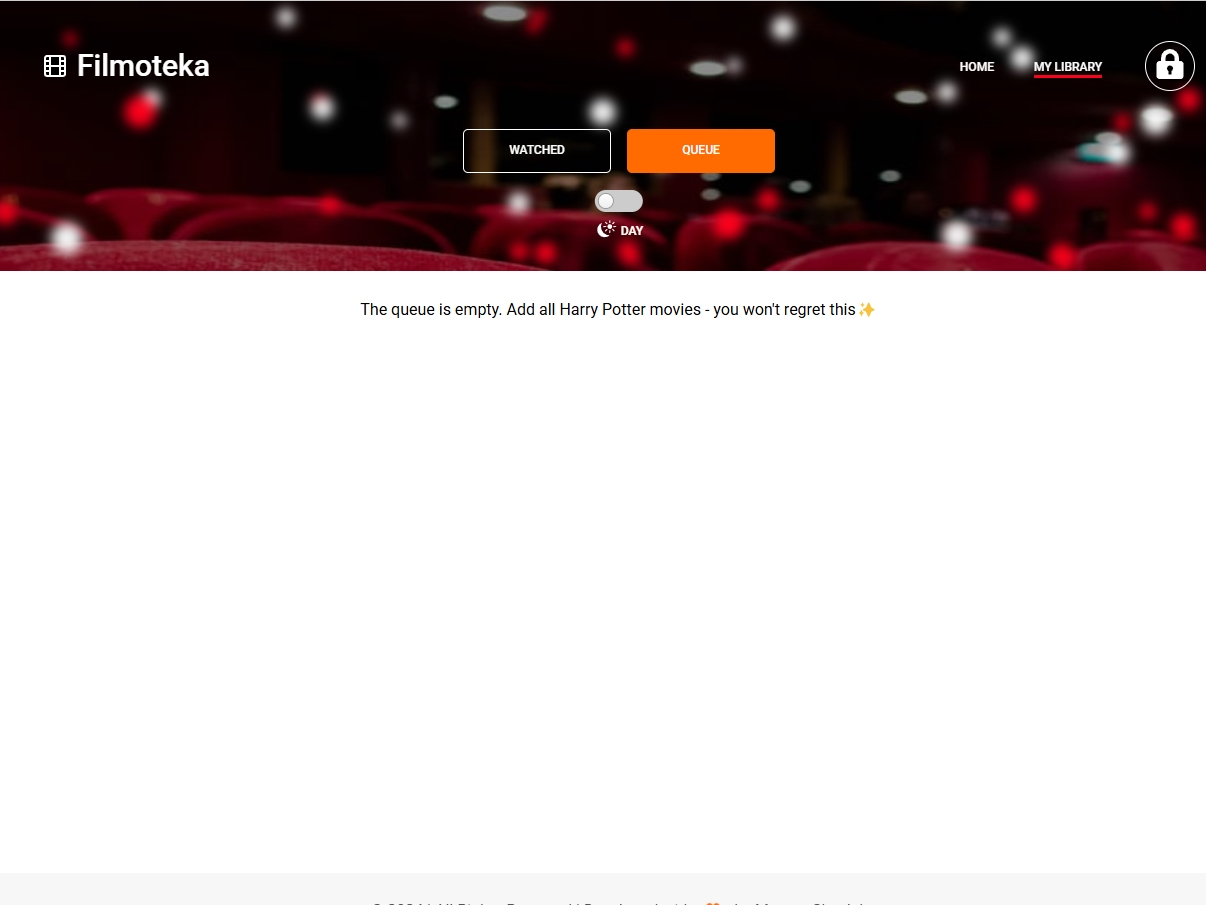 Filmoteka
HOME
MY LIBRARY
WATCHED
QUEUE
DAY
The queue is empty. Add all Harry Potter movies - you won't regret this✨